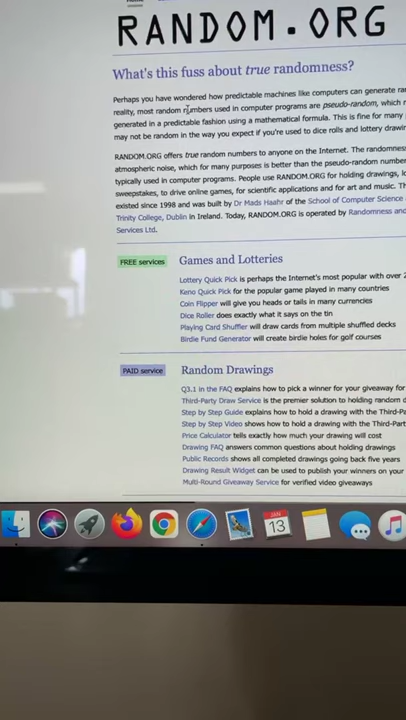 RANDOM.ORG
What's this fuss about true randomness?
Perhaps you have wondered how predictable machines like computers can generate
reality, most random numbers used in computer programs are pseudo-random, which
generated in a predictable fashion using a mathematical formula. This is fine for many
may not be random in the way you expect if you're used to dice rolls and lottery
RANDOM.ORG offers true random numbers to anyone on the Internet. The
atmospheric noise, which for many purposes is better than the pseudo-random
typically used in computer programs. People use RANDOM.ORG for holding drawings,
sweepstakes, to drive online games, for scientific applications and for art and music.
existed since 1998 and was built by Dr Mads Haahr of the School of Computer Science
Trinity College, Dublin in Ireland. Today, RANDOM.ORG is operated by Randomness and
Services Ltd.
FREE services
Games and Lotteries
Lottery Quick Pick is perhaps the Internet's most popular with over
Keno Quick Pick for the popular game played in many countries
Coin Flipper will give you heads or tails in many currencies
Dice Roller does exactly what it says on the tin
Playing Card Shuffler will draw cards from multiple shuffled decks
Birdie Fund Generator will create birdie holes for golf courses
PAID service
Random Drawings
Q3.1 in the FAQ explains how to pick a winner for your giveaway for
Third-Party Draw Service is the premier solution to holding random
Step by Step Guide explains how to hold a drawing with the
Step by Step Video shows how to hold a drawing with the
Price Calculator tells exactly how much your drawing will cost
Drawing FAQ answers common questions about holding drawings
Public Records shows all completed drawings going back five years
Drawing Result Widget can be used to publish your winners on your
Multi-Round Giveaway Service for verified video giveaways
JAN
13